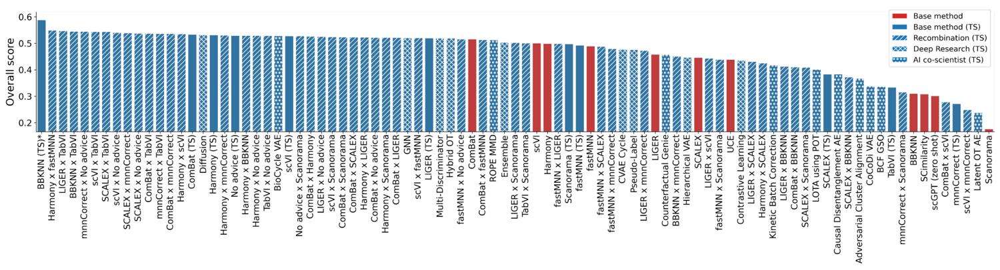 Overall score
0.6
0.5
0.4
0.3
0.2
Base method
Base method (TS)
Recombination (TS)
Deep Research (TS)
AI co-scientist (TS)
BBKNN (TS)*
Harmony x fastMNN
LIGER x TabVI
BBKNN x TabVI
mnnCorrect x No advice
scVI x TabVI
SCALEX x TabVI
scVI x No advice
SCALEX x mnnCorrect
SCALEX x No advice
ComBat x TabVI
mnnCorrect x TabVI
ComBat x mnnCorrect
Harmony x scVI
ComBat (TS)
Diffusion
Harmony (TS)
Harmony x mnnCorrect
No advice (TS)
Harmony x BBKNN
Harmony x No advice
TabVI x No advice
BioCycle VAE
scVI (TS)
No advice x Scanorama
ComBat x Harmony
LIGER x No advice
scVI x Scanorama
ComBat x Scanorama
ComBat x SCALEX
Harmony x LIGER
ComBat x No advice
Harmony x Scanorama
ComBat x LIGER
GNN
scVI x fastMNN
LIGER (TS)
Multi-Discriminator
Hybrid OT
fastMNN x No advice
ComBat
ComBat x fastMNN
ROPE MMD
Ensemble
LIGER x Scanorama
TabVI x Scanorama
scVI
Harmony
fastMNN x LIGER
Scanorama (TS)
fastMNN (TS)
fastMNN
fastMNN x SCALEX
fastMNN x mnnCorrect
CVAE Cycle
Pseudo-Label
LIGER x mnnCorrect
LIGER
Counterfactual Genie
BBKNN x mnnCorrect
Hierarchical VAE
SCALEX
LIGER x scVI
fastMNN x Scanorama
UCE
Contrastive Learning
LIGER x SCALEX
Harmony x SCALEX
Kinetic Batch Correction
LIGER x BBKNN
ComBat x BBKNN
SCALEX x Scanorama
LOTA using POT
SCALEX (TS)
Causal Disentanglement AE
SCALEX x BBKNN
Adversarial Cluster Alignment
CoCoDi VAE
BCF GSO
TabVI (TS)
mnnCorrect x Scanorama
BBKNN
SCimilarity
scGPT (zero shot)
ComBat x scVI
mnnCorrect (TS)
scVI x mnnCorrect
Latent OT AE
Scanorama